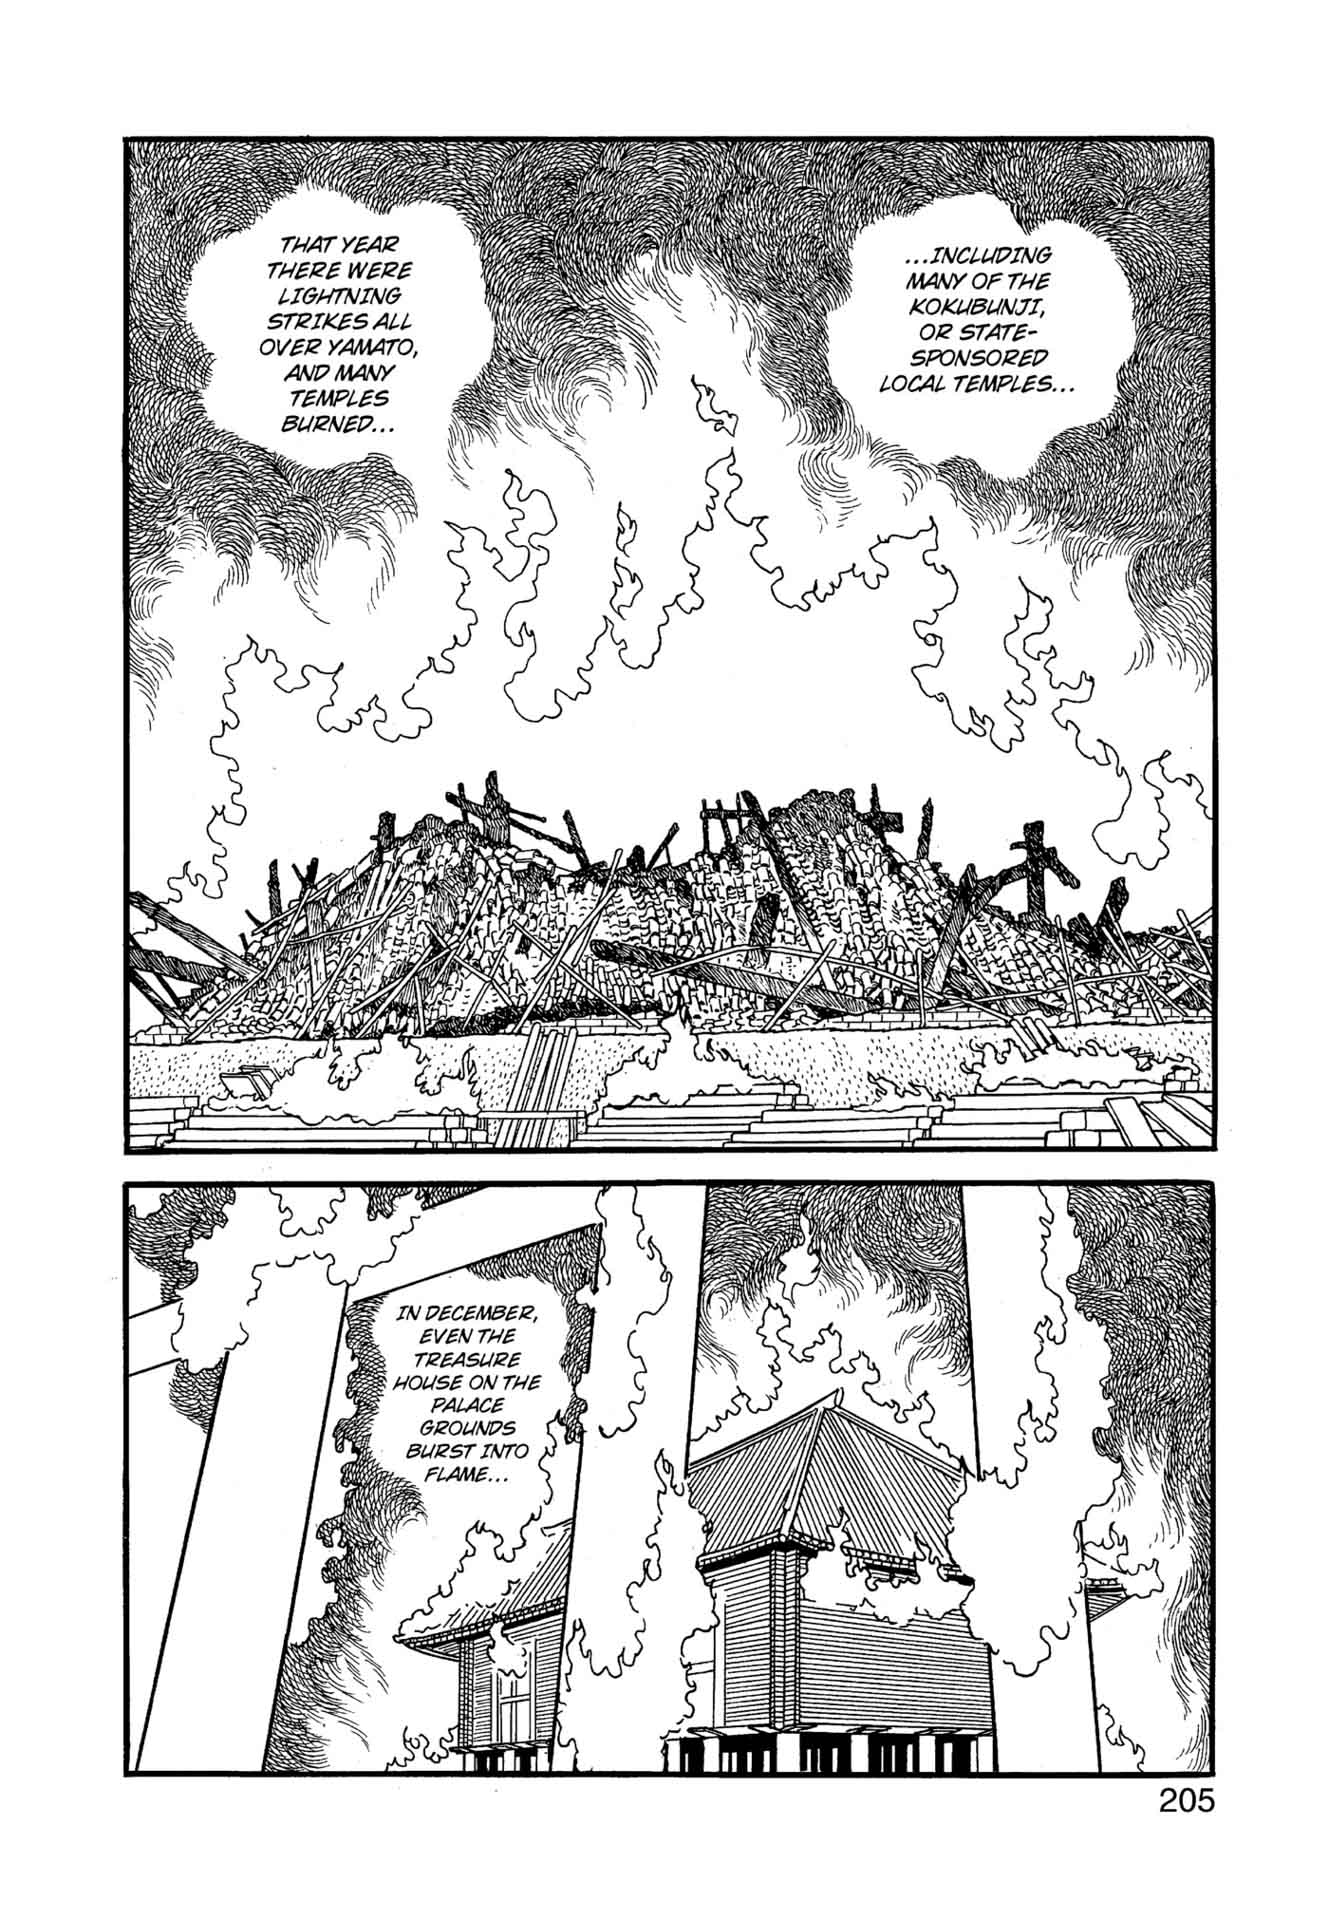 THAT YEAR
THERE WERE
LIGHTNING
STRIKES ALL
OVER YAMATO,
AND MANY
TEMPLES
BURNED...
...INCLUDING
MANY OF THE
KOKUBUNJI,
OR STATE-
SPONSORED
LOCAL TEMPLES...
IN DECEMBER,
EVEN THE
TREASURE
HOUSE ON THE
PALACE
GROUNDS
BURST INTO
FLAME...
205